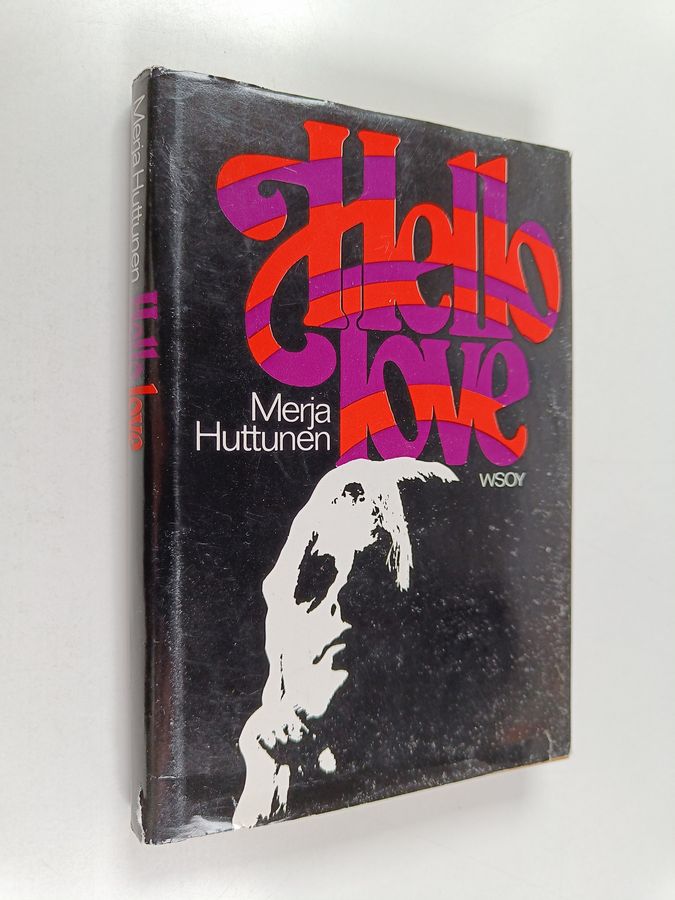 Merja Huttunen Hello love
Hello
love
Merja
Huttunen
WSOY